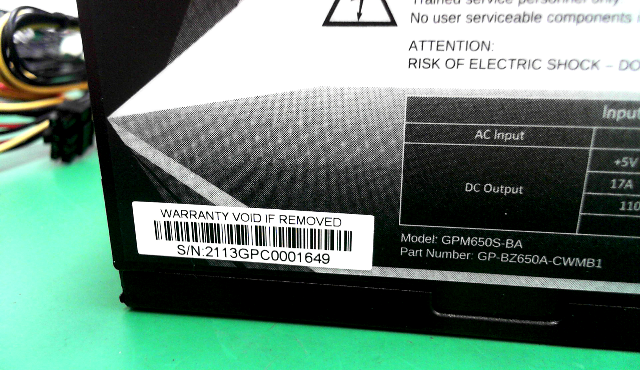 Trained service personnel only
No user serviceable components i
ATTENTION:
RISK OF ELECTRIC SHOCK – DO
Input
AC Input
+5V
DC Output
17A
110
Model: GPM650S-BA
Part Number: GP-BZ650A-CWMB1
WARRANTY VOID IF REMOVED
S/N:2113GPC0001649